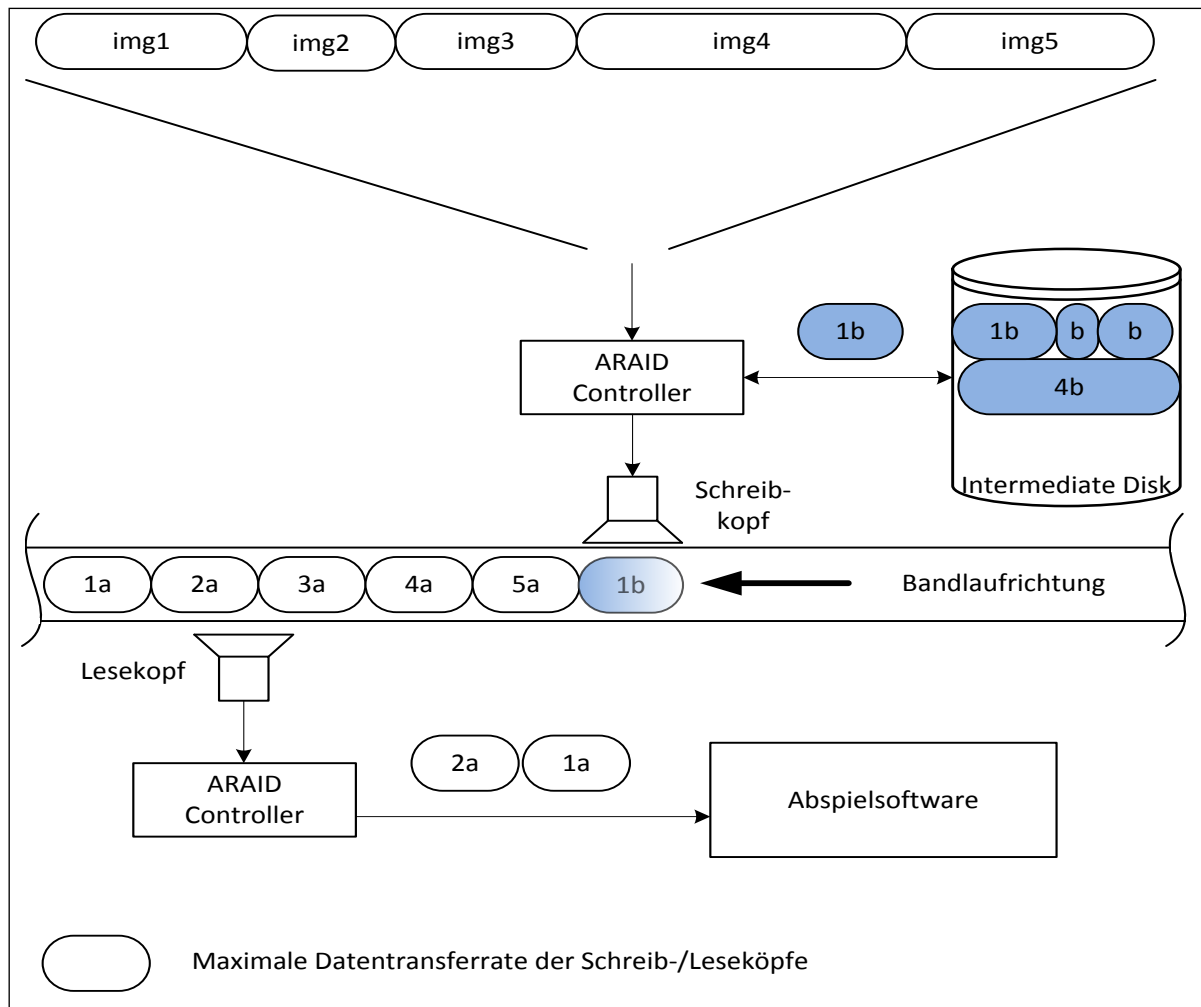 img1 img2 img3 img4 img5
1b
1b b b
4b
ARAID
Controller
Intermediate Disk
Schreib-
kopf
1a 2a 3a 4a 5a 1b
Bandlaufrichtung
Lesekopf
2a 1a
ARAID
Controller
Abspielsoftware
Maximale Datentransferrate der Schreib-/Leseköpfe